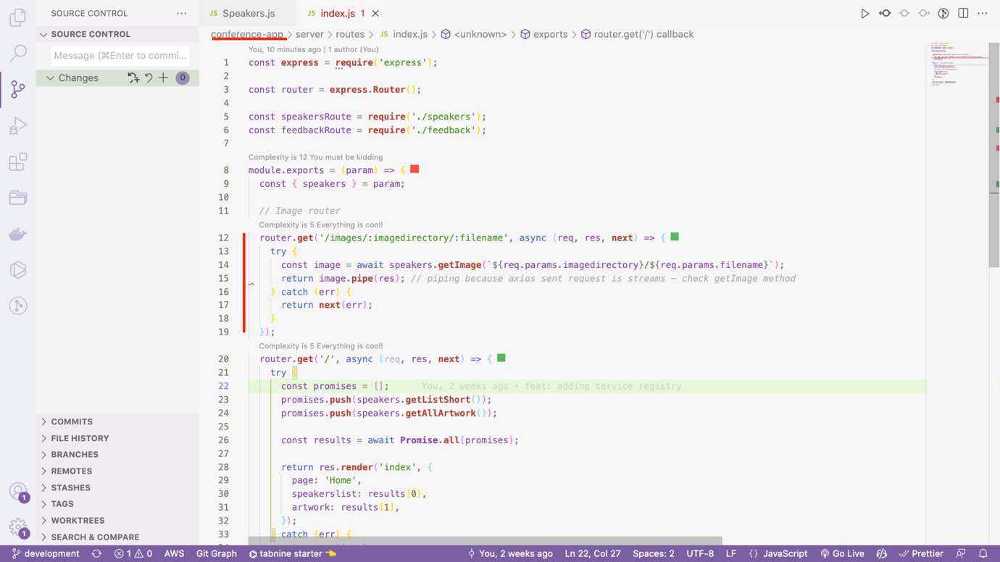 SOURCE CONTROL ···
JS Speakers.js
JS index.js 1
SOURCE CONTROL
Message (⌘Enter to commi...
Changes 0
COMMITS
FILE HISTORY
BRANCHES
REMOTES
STASHES
TAGS
WORKTREES
SEARCH & COMPARE
1
1
conference-app > server > routes > JS index.js > <unknown> > exports > router.get('/') callback
You, 10 minutes ago | 1 author (You)
1 const express = require('express');
2
3 const router = express.Router();
4
5 const speakersRoute = require('./speakers');
6 const feedbackRoute = require('./feedback');
7
Complexity is 12 You must be kidding
8 module.exports = (param) => {
9 const { speakers } = param;
10
11 // Image router
Complexity is 5 Everything is cool!
12 router.get('/images/:imagedirectory/:filename', async (req, res, next) => {
13 try {
14 const image = await speakers.getImage(`${req.params.imagedirectory}/${req.params.filename}`);
15 return image.pipe(res); // piping because axios sent request is streams - check getImage method
16 } catch (err) {
17 return next(err);
18 }
19 });
Complexity is 5 Everything is cool!
20 router.get('/', async (req, res, next) => {
21 try {
22 const promises = []; You, 2 weeks ago • feat: adding service registry
23 promises.push(speakers.getListShort());
24 promises.push(speakers.getAllArtwork());
25
26 const results = await Promise.all(promises);
27
28 return res.render('index', {
29 page: 'Home',
30 speakerslist: results[0],
31 artwork: results[1],
32 });
33 } catch (err) {
development 1 0 AWS Git Graph tabnine starter 👈 You, 2 weeks ago Ln 22, Col 27 Spaces: 2 UTF-8 LF {} JavaScript Go Live Prettier